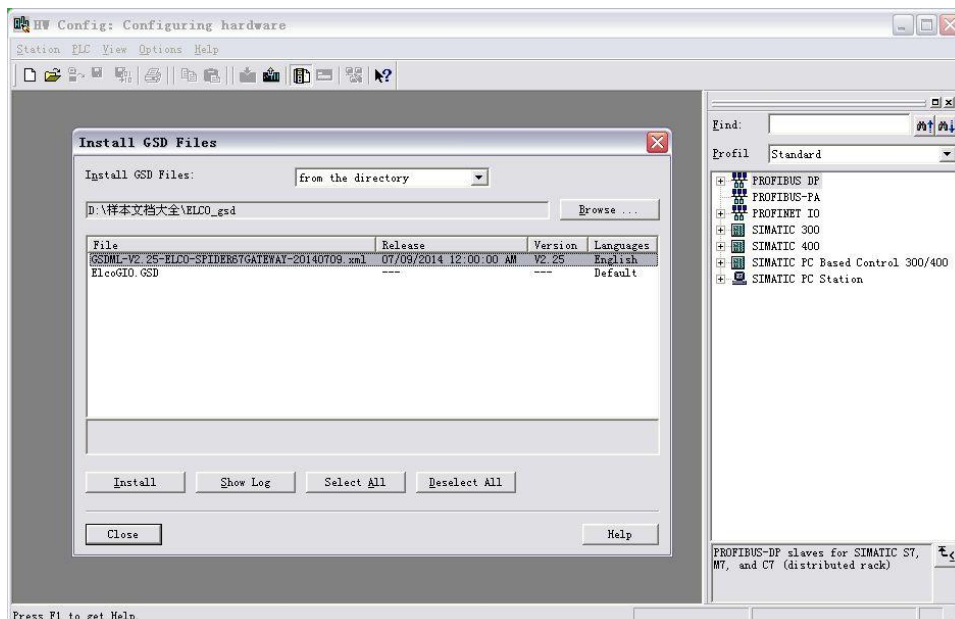 HW Config: Configuring hardware
Station PLC View Options Help
Install GSD Files
Install GSD Files:
from the directory
D:\样本文档大全\ELCO_gsd
Browse ...
File Release Version Languages
GSDML-V2.25-ELCO-SPIDER67GATEWAY-20140709.xml 07/09/2014 12:00:00 AM V2.25 English
ElcoGIO.GSD --- --- Default
Install Show Log Select All Deselect All
Close Help
Find:
Profil Standard
PROFIBUS DP
PROFIBUS-PA
PROFINET IO
SIMATIC 300
SIMATIC 400
SIMATIC PC Based Control 300/400
SIMATIC PC Station
PROFIBUS-DP slaves for SIMATIC S7,
M7, and C7 (distributed rack)
Press F1 to get Help.